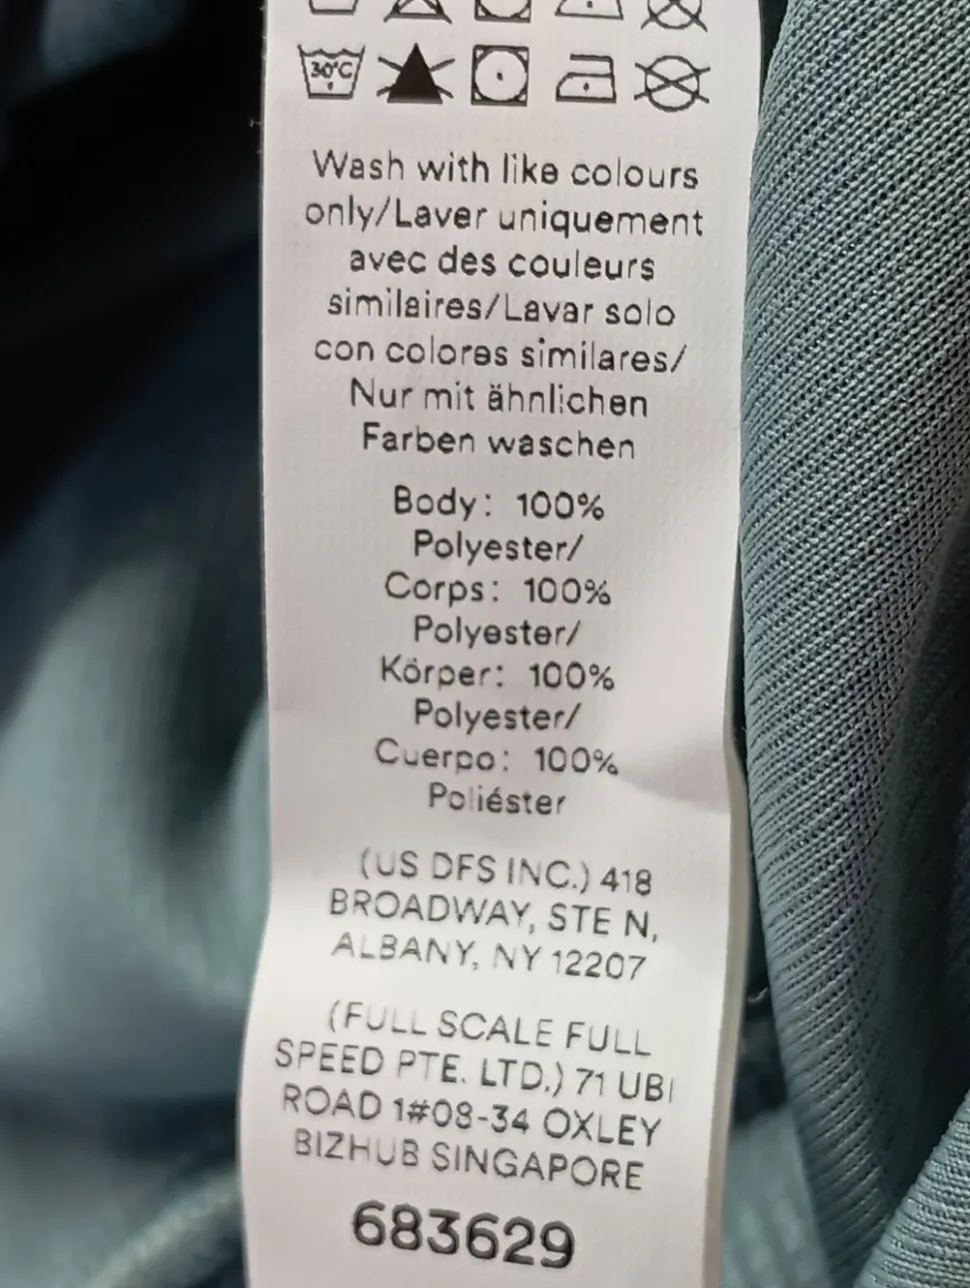 30°C
Wash with like colours
only/Laver uniquement
avec des couleurs
similaires/Lavar solo
con colores similares/
Nur mit ähnlichen
Farben waschen
Body: 100%
Polyester/
Corps: 100%
Polyester/
Körper: 100%
Polyester/
Cuerpo: 100%
Poliéster
(US DFS INC.) 418
BROADWAY, STE N,
ALBANY, NY 12207
(FULL SCALE FULL
SPEED PTE. LTD.) 71 UBI
ROAD 1#08-34 OXLEY
BIZHUB SINGAPORE
683629